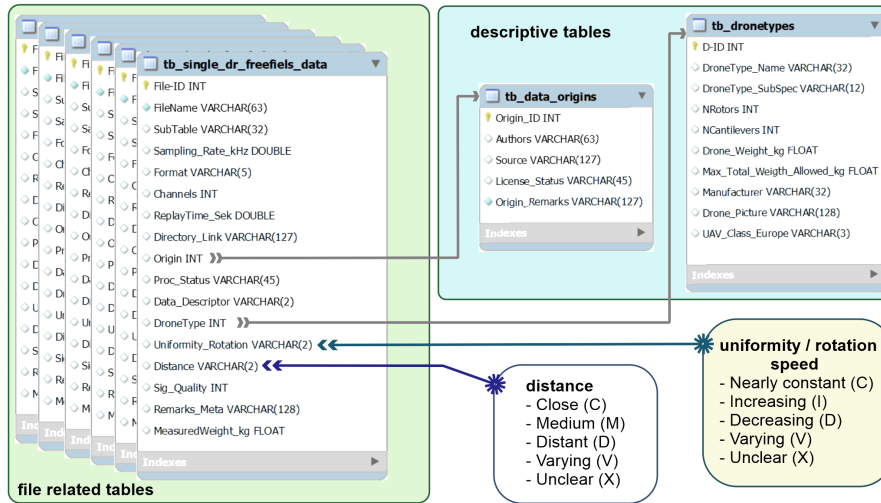 tb_single_dr_freefiels_data
File-ID INT
FileName VARCHAR(63)
SubTable VARCHAR(32)
Sampling_Rate_kHz DOUBLE
Format VARCHAR(5)
Channels INT
ReplayTime_Sek DOUBLE
Directory_Link VARCHAR(127)
Origin INT
Proc_Status VARCHAR(45)
Data_Descriptor VARCHAR(2)
DroneType INT
Uniformity_Rotation VARCHAR(2)
Distance VARCHAR(2)
Sig_Quality INT
Remarks_Meta VARCHAR(128)
MeasuredWeight_kg FLOAT
Indexes
file related tables
descriptive tables
tb_data_origins
Origin_ID INT
Authors VARCHAR(63)
Source VARCHAR(127)
License_Status VARCHAR(45)
Origin_Remarks VARCHAR(127)
Indexes
tb_dronetypes
D-ID INT
DroneType_Name VARCHAR(32)
DroneType_SubSpec VARCHAR(12)
NRotors INT
NCantilevers INT
Drone_Weight_kg FLOAT
Max_Total_Weigth_Allowed_kg FLOAT
Manufacturer VARCHAR(32)
Drone_Picture VARCHAR(128)
UAV_Class_Europe VARCHAR(3)
Indexes
distance
- Close (C)
- Medium (M)
- Distant (D)
- Varying (V)
- Unclear (X)
uniformity / rotation
speed
- Nearly constant (C)
- Increasing (I)
- Decreasing (D)
- Varying (V)
- Unclear (X)